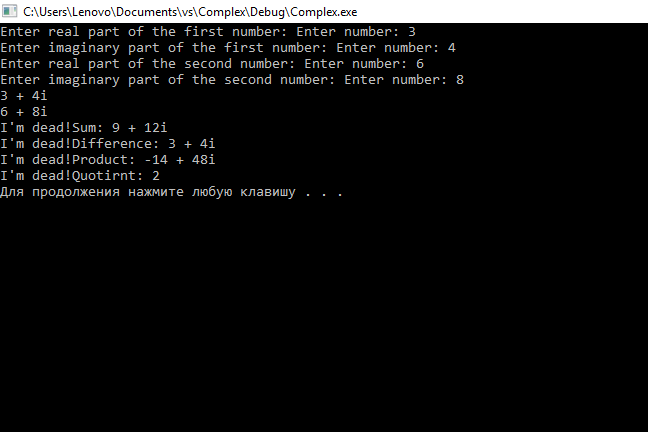 C:\Users\Lenovo\Documents\vs\Complex\Debug\Complex.exe
Enter real part of the first number: Enter number: 3
Enter imaginary part of the first number: Enter number: 4
Enter real part of the second number: Enter number: 6
Enter imaginary part of the second number: Enter number: 8
3 + 4i
6 + 8i
I'm dead!Sum: 9 + 12i
I'm dead!Difference: 3 + 4i
I'm dead!Product: -14 + 48i
I'm dead!Quotirnt: 2
Для продолжения нажмите любую клавишу . . .